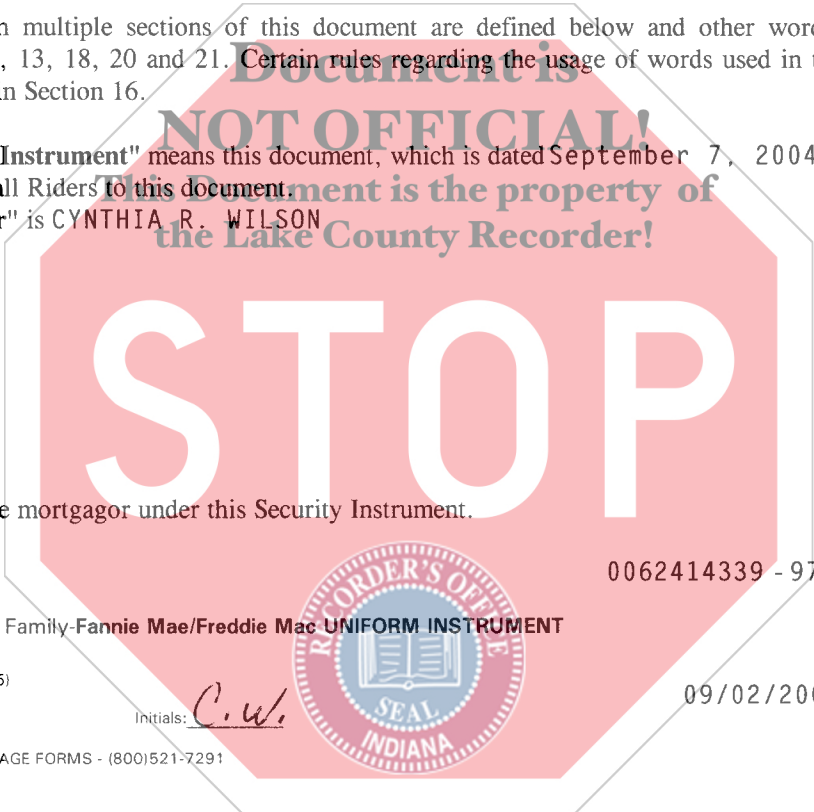 n multiple sections of this document are defined below and other word
, 13, 18, 20 and 21. Certain rules regarding the usage of words used in t
n Section 16.
Document is
NOT OFFICIAL!
This Document is the property of
the Lake County Recorder!
Instrument" means this document, which is dated September 7, 2004
all Riders to this document.
r" is CYNTHIA R. WILSON
STOP
e mortgagor under this Security Instrument.
0062414339 - 97
Family-Fannie Mae/Freddie Mac UNIFORM INSTRUMENT
5)
Initials: C.W.
09/02/200
AGE FORMS - (800)521-7291
RECORDER'S OFFICE
SEAL
INDIANA